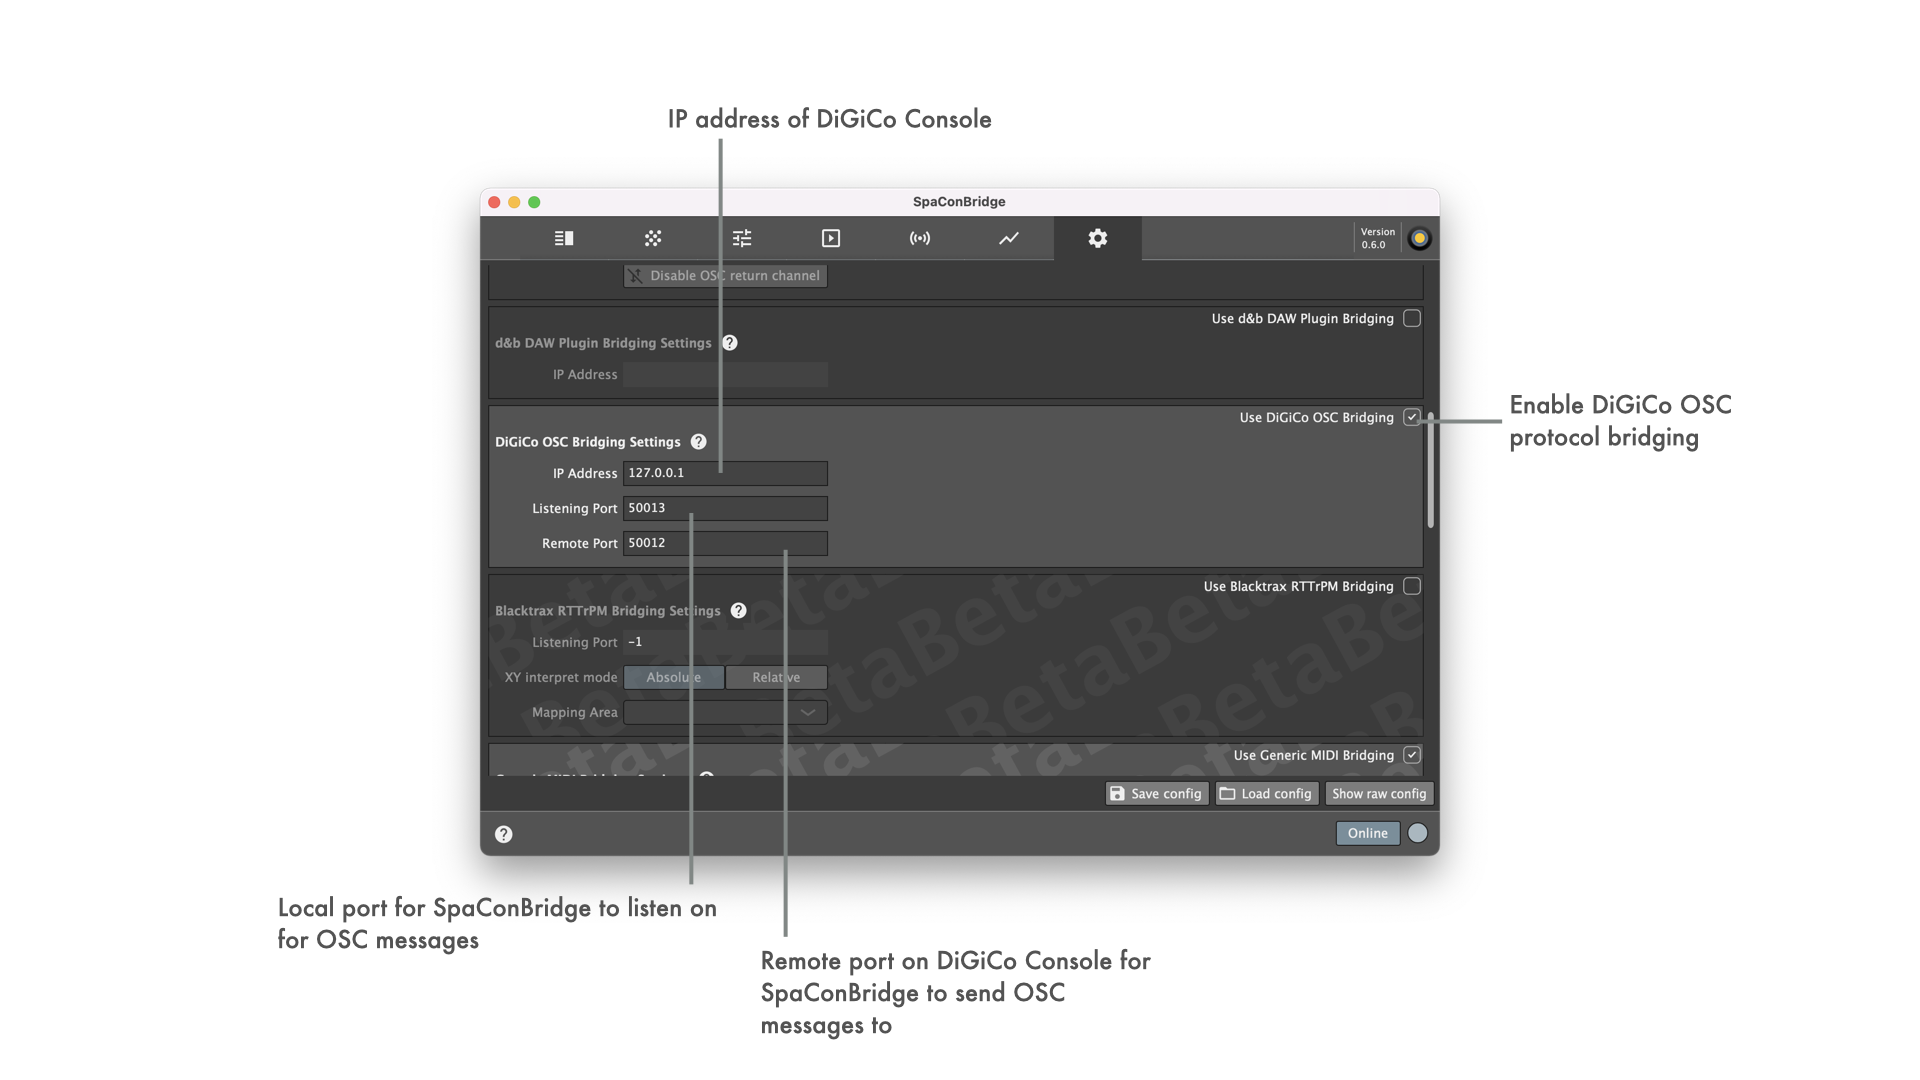 IP address of DiGiCo Console
SpaConBridge
Version
0.6.0
Disable OSC return channel
Use d&b DAW Plugin Bridging
d&b DAW Plugin Bridging Settings
IP Address
Use DiGiCo OSC Bridging
DiGiCo OSC Bridging Settings
IP Address 127.0.0.1
Listening Port 50013
Remote Port 50012
Enable DiGiCo OSC
protocol bridging
Use Blacktrax RTTrPM Bridging
Blacktrax RTTrPM Bridging Settings
Listening Port -1
XY interpret mode Absolute Relative
Mapping Area
Beta Beta Beta Beta
Use Generic MIDI Bridging
Save config Load config Show raw config
Online
Local port for SpaConBridge to listen on
for OSC messages
Remote port on DiGiCo Console for
SpaConBridge to send OSC
messages to